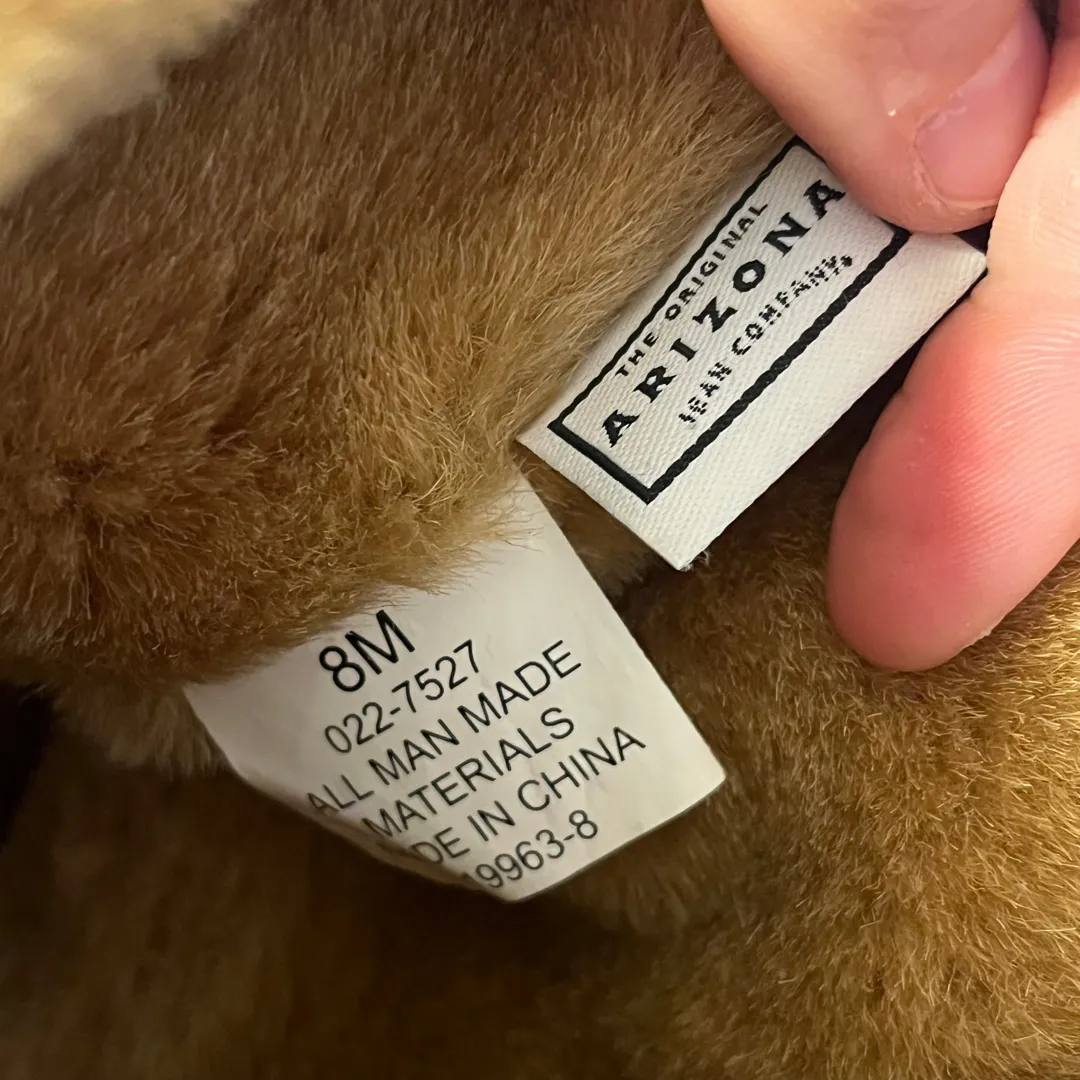 THE ORIGINAL
ARIZONA
JEAN COMPANY
8M
022-7527
ALL MAN MADE
MATERIALS
DE IN CHINA
9963-8